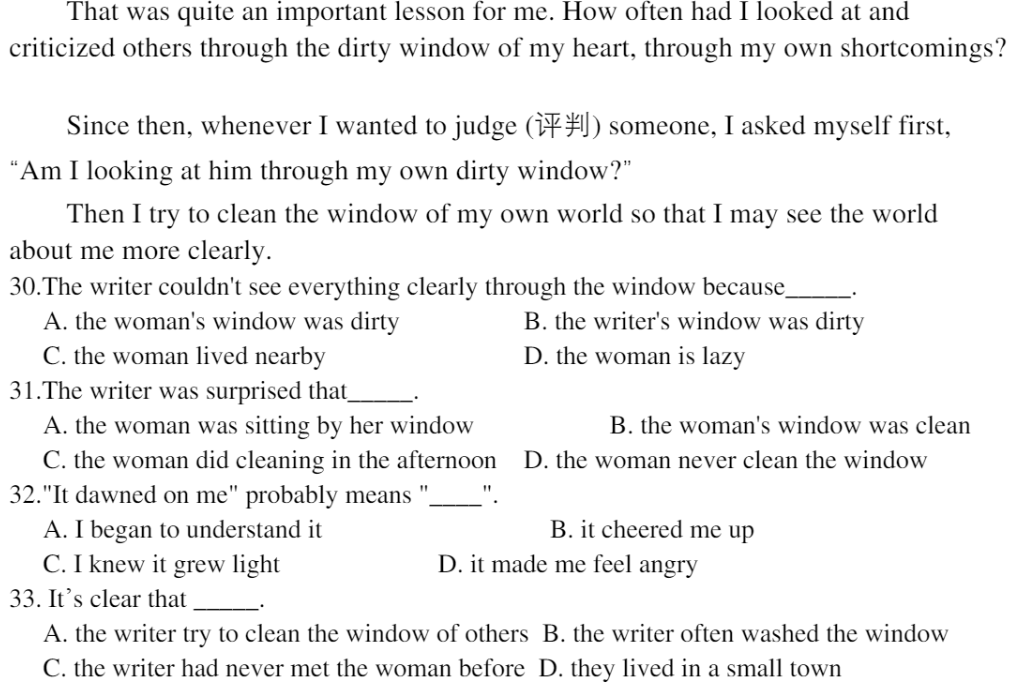 That was quite an important lesson for me. How often had I looked at and
criticized others through the dirty window of my heart, through my own shortcomings?
Since then, whenever I wanted to judge (评判) someone, I asked myself first,
“Am I looking at him through my own dirty window?”
Then I try to clean the window of my own world so that I may see the world
about me more clearly.
30.The writer couldn't see everything clearly through the window because_____.
A. the woman's window was dirty B. the writer's window was dirty
C. the woman lived nearby D. the woman is lazy
31.The writer was surprised that_____.
A. the woman was sitting by her window B. the woman's window was clean
C. the woman did cleaning in the afternoon D. the woman never clean the window
32."It dawned on me" probably means "____".
A. I began to understand it B. it cheered me up
C. I knew it grew light D. it made me feel angry
33. It’s clear that _____.
A. the writer try to clean the window of others B. the writer often washed the window
C. the writer had never met the woman before D. they lived in a small town